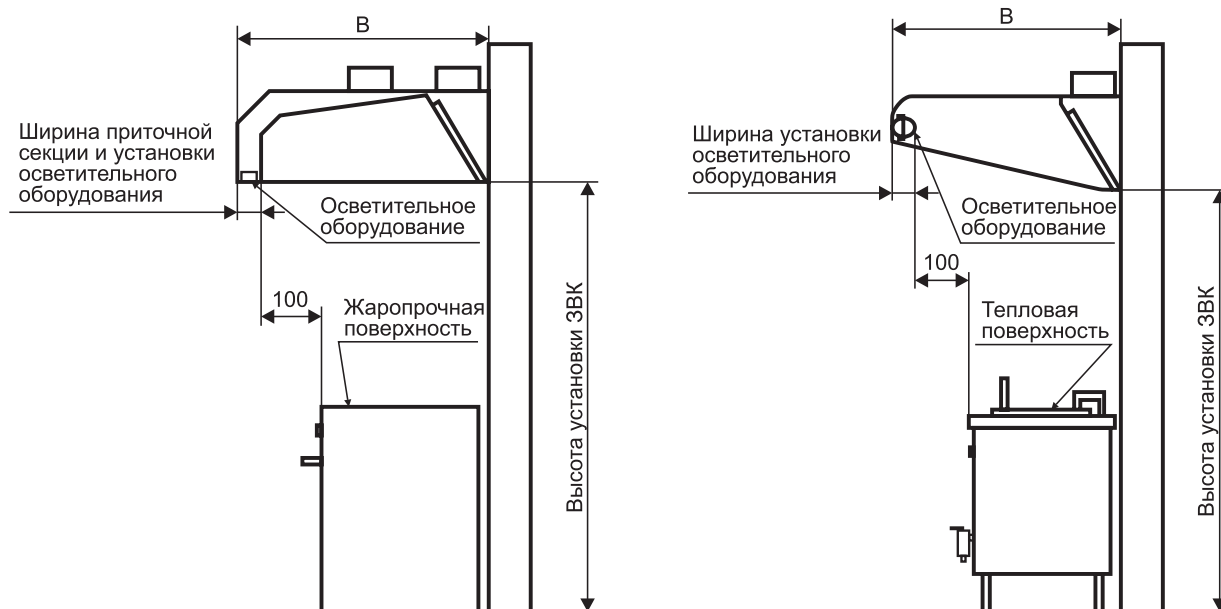 В
Ширина приточной
секции и установки
осветительного
оборудования
Осветительное
оборудование
100
Жаропрочная
поверхность
Высота установки ЗВК
В
Ширина установки
осветительного
оборудования
Осветительное
оборудование
100
Тепловая
поверхность
Высота установки ЗВК